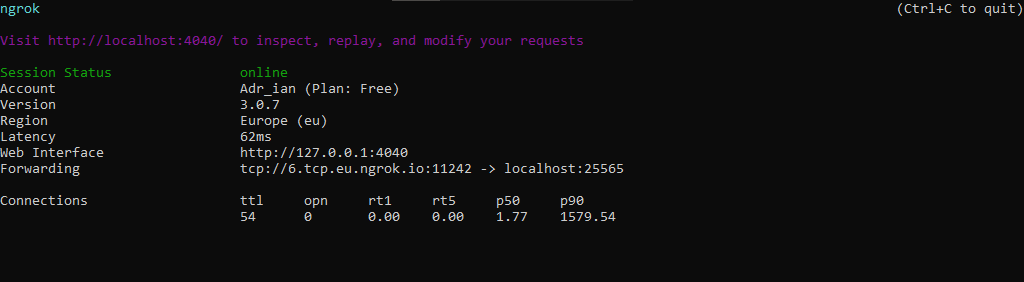 ngrok (Ctrl+C to quit)
Visit http://localhost:4040/ to inspect, replay, and modify your requests
Session Status online
Account Adr_ian (Plan: Free)
Version 3.0.7
Region Europe (eu)
Latency 62ms
Web Interface http://127.0.0.1:4040
Forwarding tcp://6.tcp.eu.ngrok.io:11242 -> localhost:25565
Connections ttl opn rt1 rt5 p50 p90
54 0 0.00 0.00 1.77 1579.54